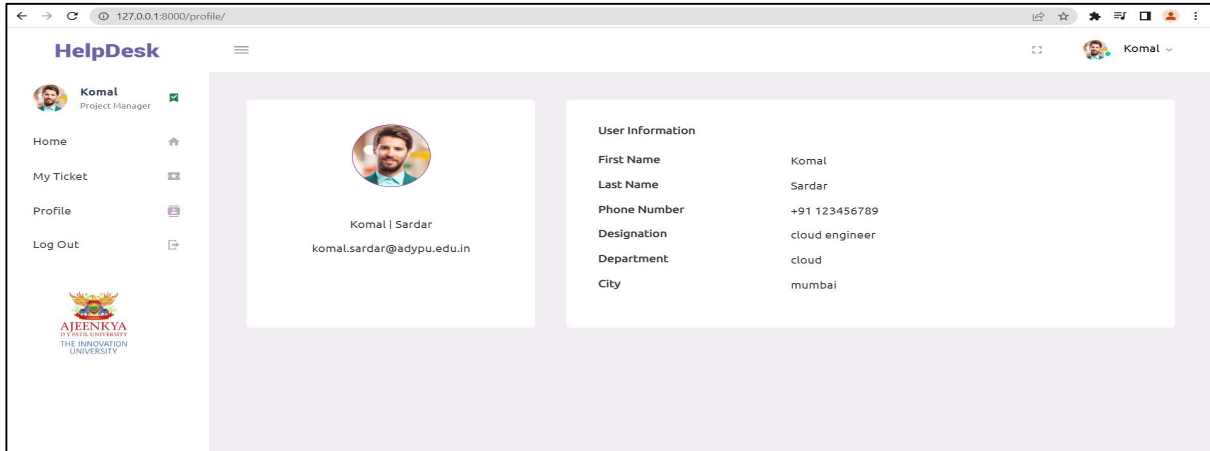 127.0.0.1:8000/profile/
HelpDesk
Komal
Komal
Project Manager
Home
My Ticket
Profile
Log Out
AJEENKYA
D Y PATIL UNIVERSITY
THE INNOVATION
UNIVERSITY
Komal | Sardar
komal.sardar@adypu.edu.in
User Information
First Name Komal
Last Name Sardar
Phone Number +91 123456789
Designation cloud engineer
Department cloud
City mumbai